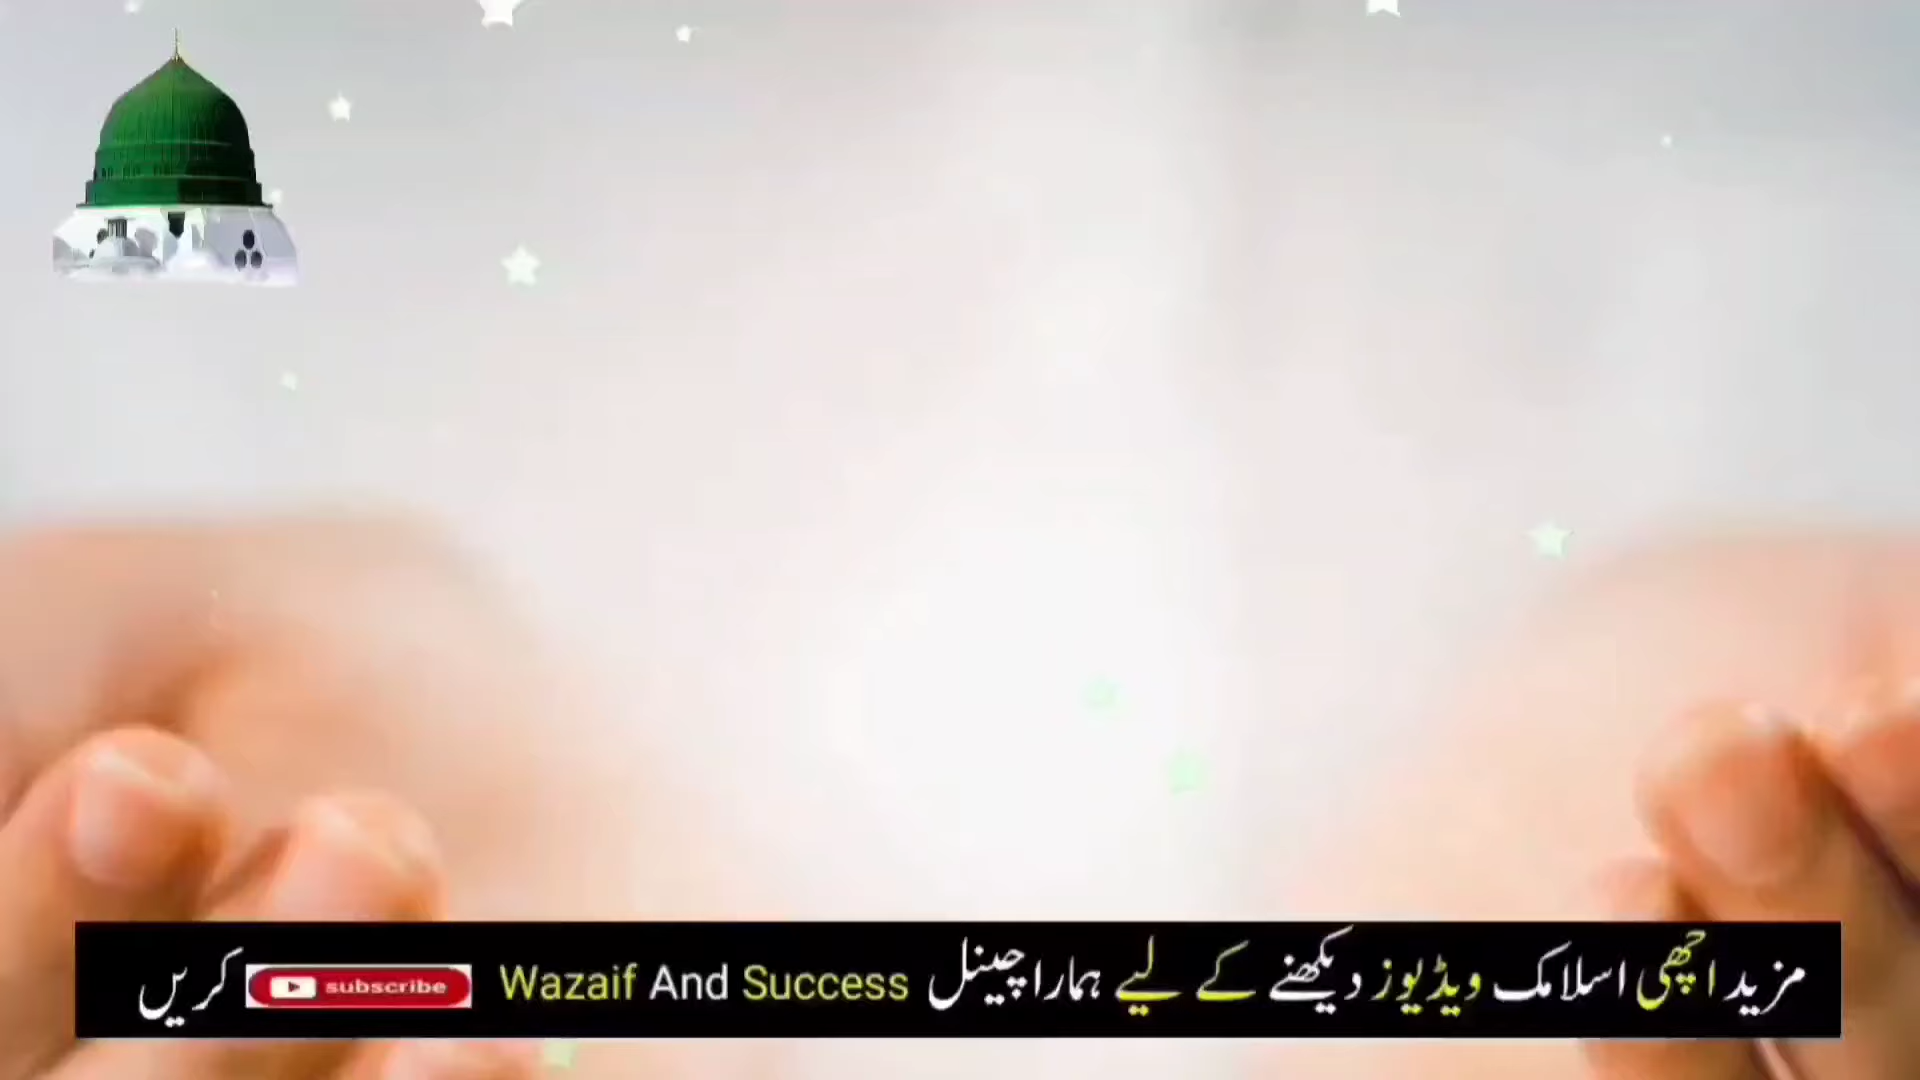 مزید اچھی اسلامک ویڈیوز دیکھنے کے لیے ہمارا چینل Wazaif And Success subscribe کریں